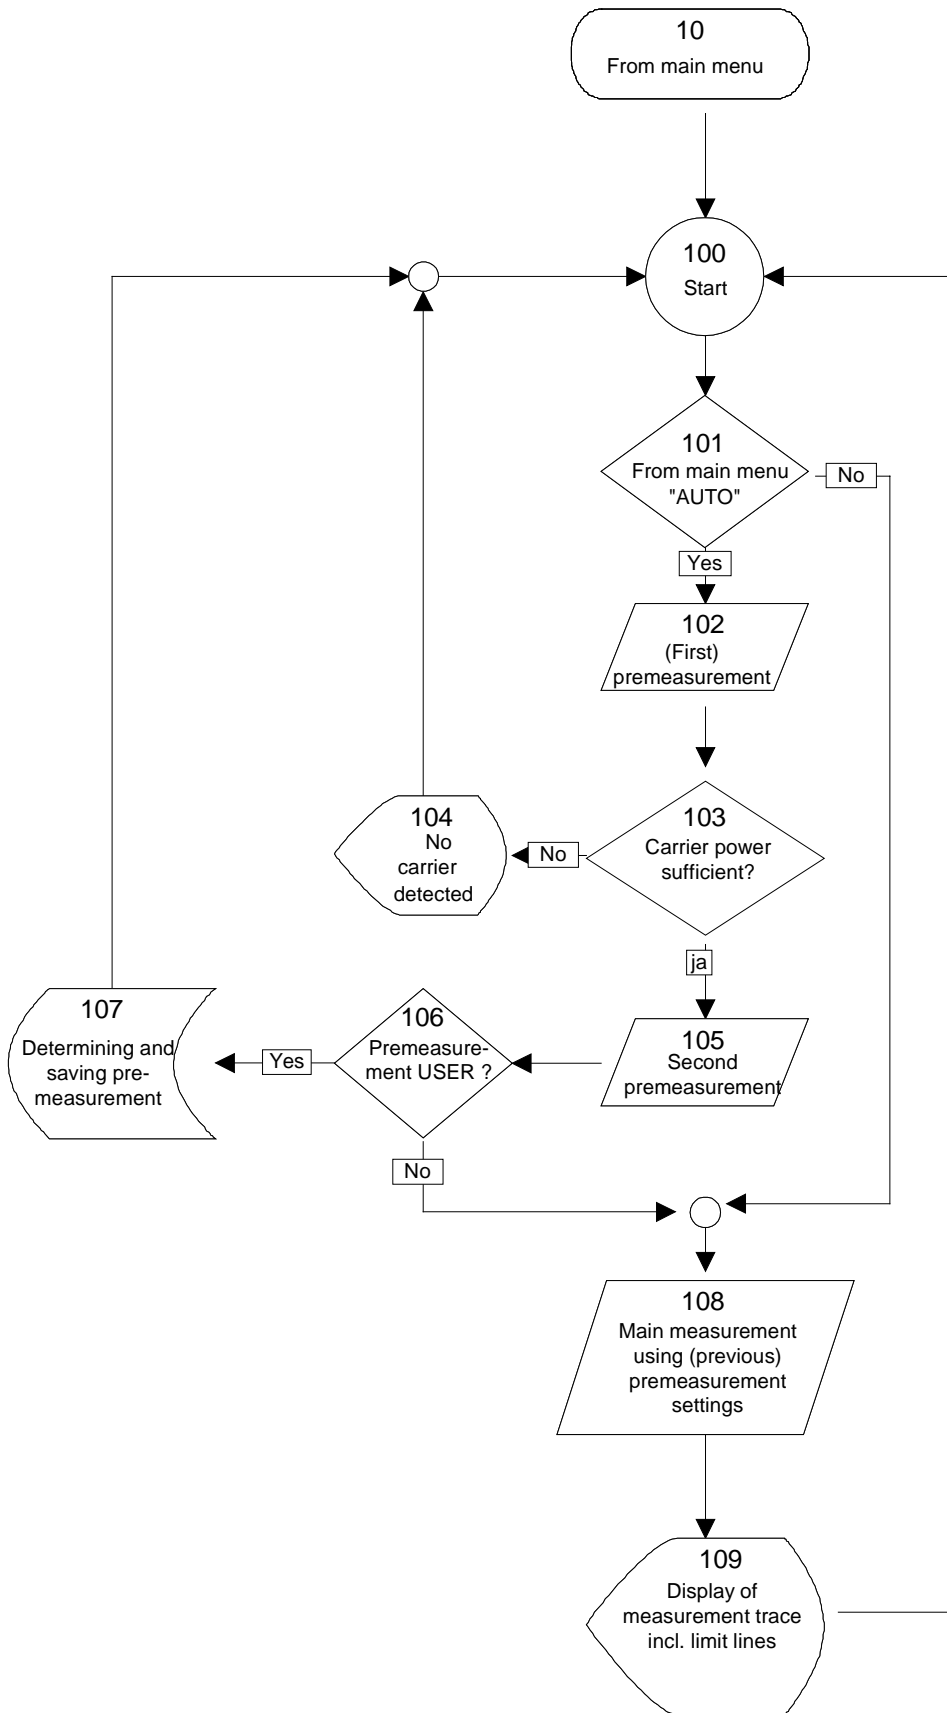 10
From main menu
100
Start
101
From main menu
"AUTO"
No
Yes
102
(First)
premeasurement
103
Carrier power
sufficient?
No
104
No
carrier
detected
ja
105
Second
premeasurement
106
Premeasure-
ment USER ?
Yes
107
Determining and
saving pre-
measurement
No
108
Main measurement
using (previous)
premeasurement
settings
109
Display of
measurement trace
incl. limit lines